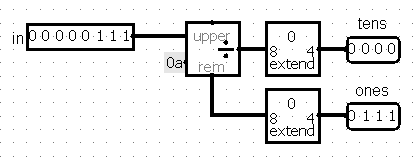 in 0 0 0 0 0 1 1 1
upper
÷
0a
rem
0
8 4
extend
tens
0 0 0 0
0
8 4
extend
ones
0 1 1 1